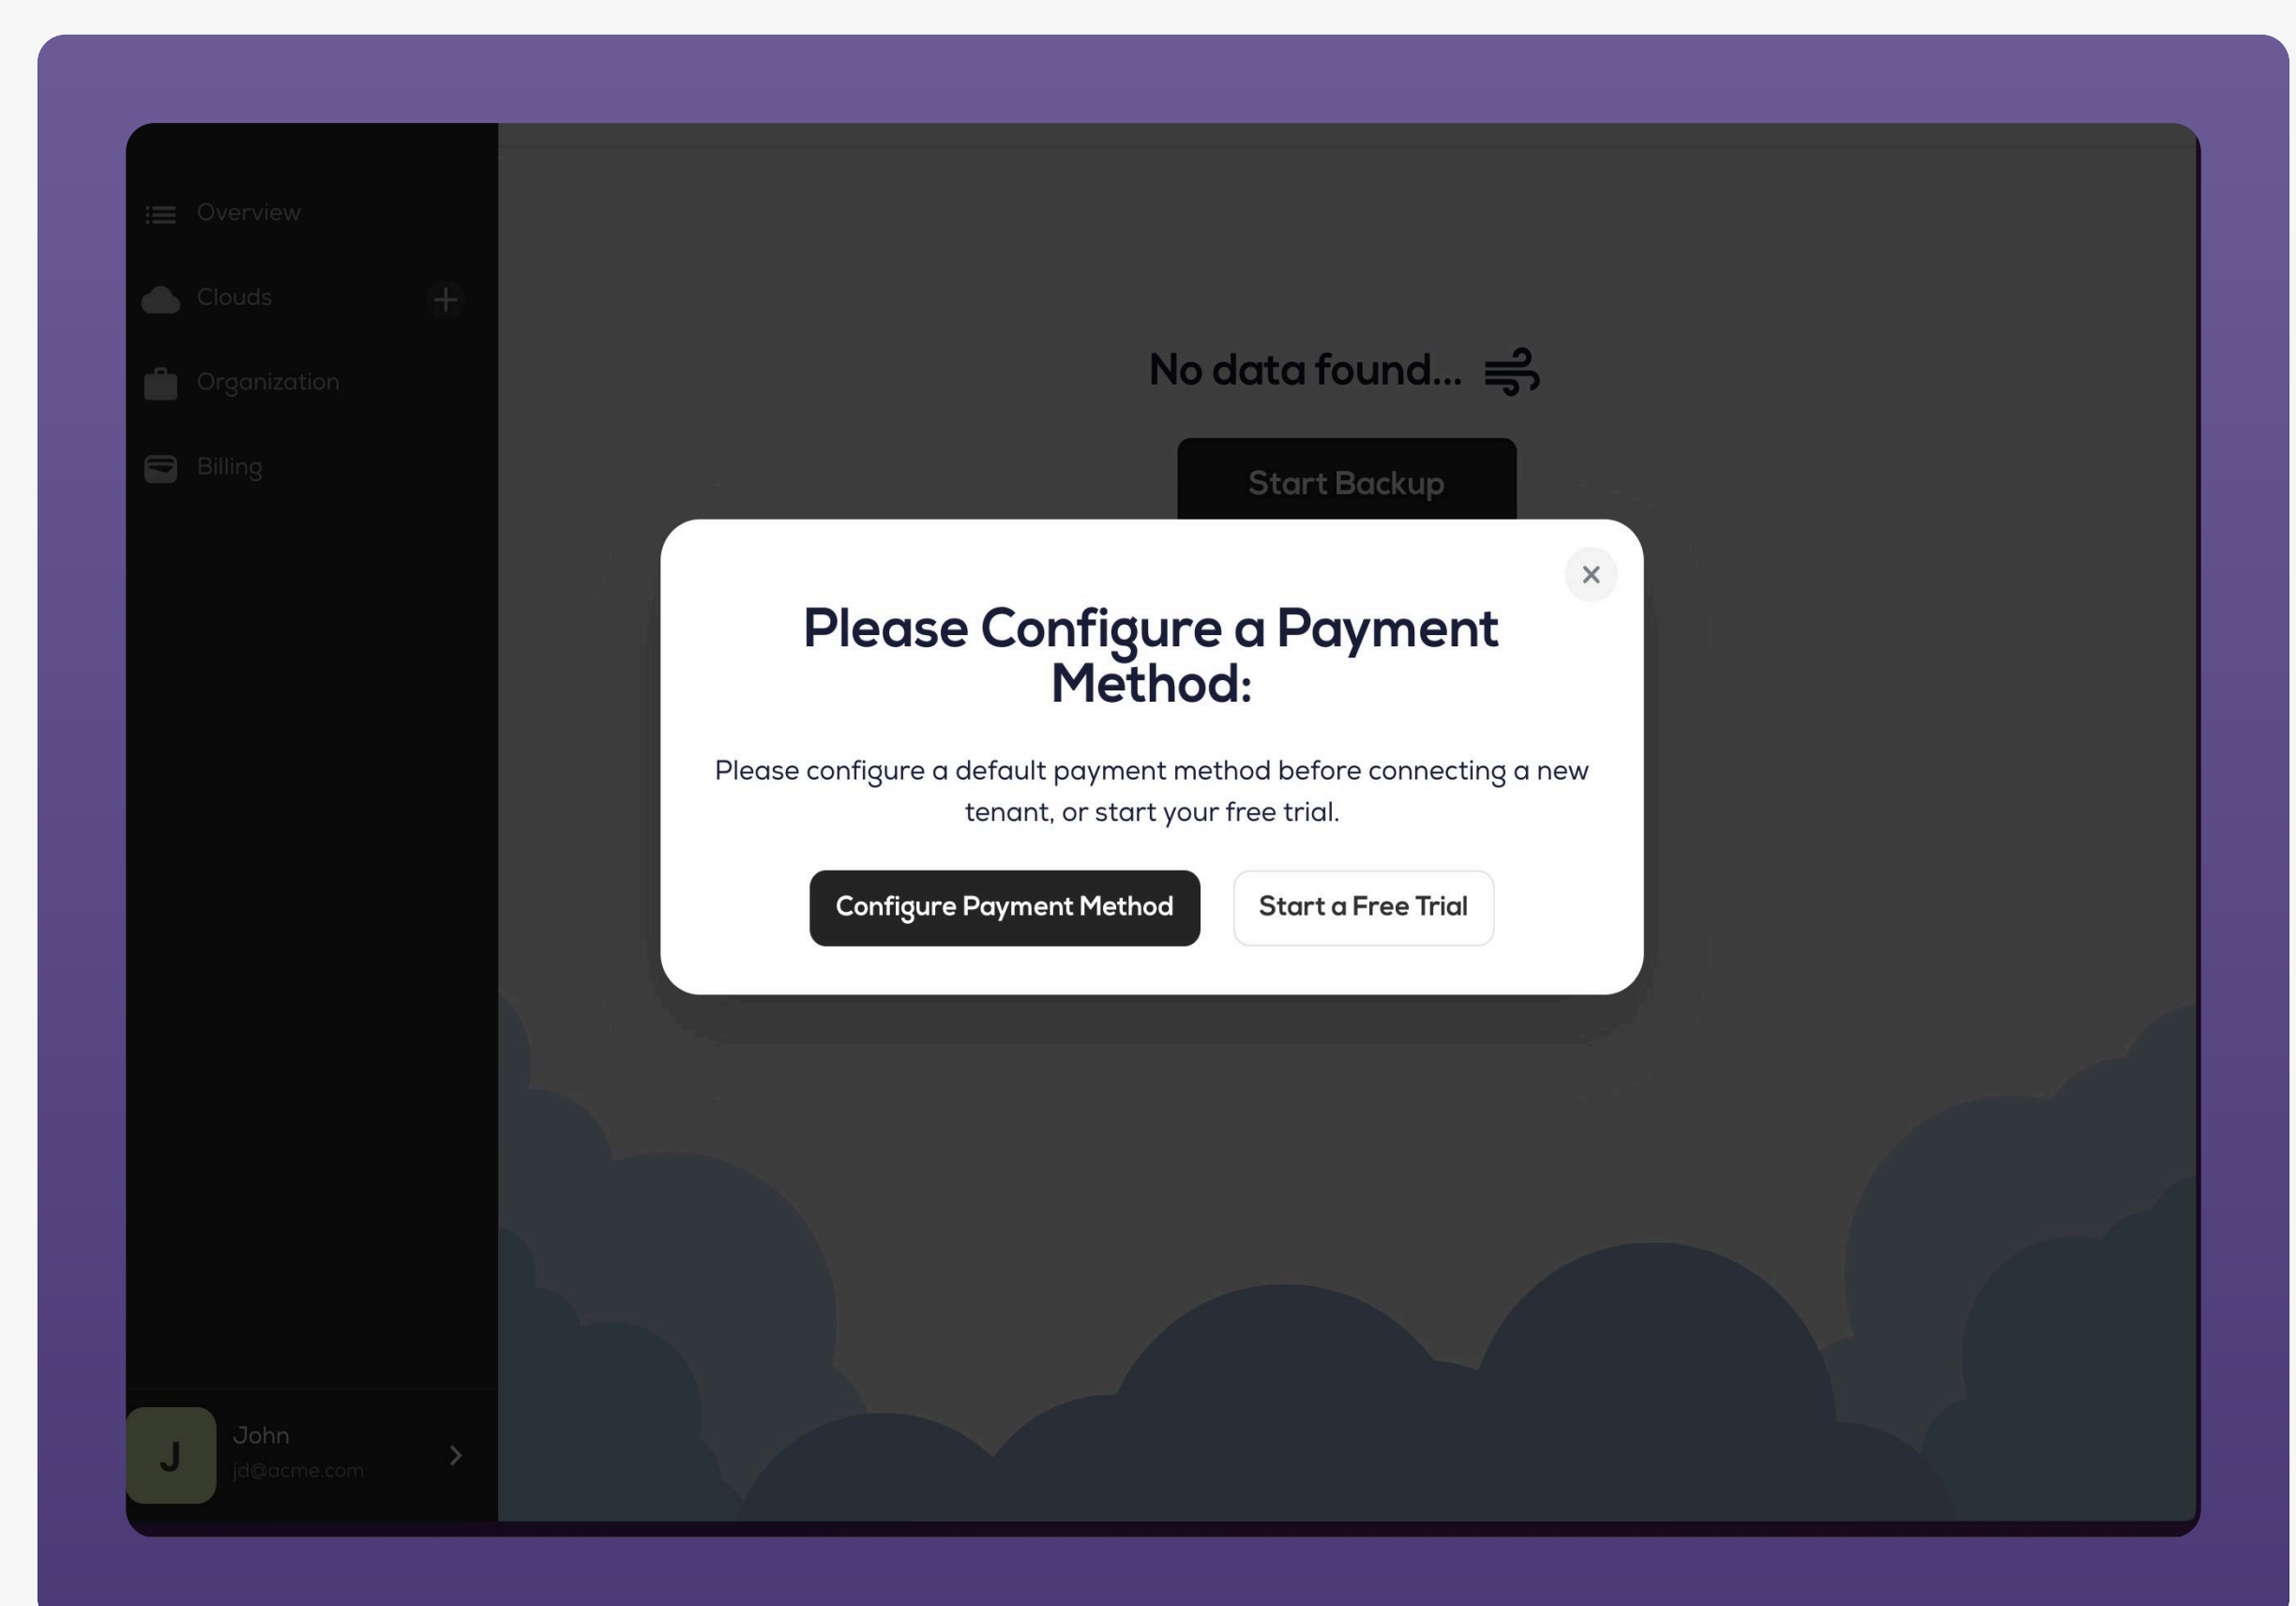 Overview
Clouds
Organization
Billing
No data found...
Start Backup
Please Configure a Payment
Method:
Please configure a default payment method before connecting a new
tenant, or start your free trial.
Configure Payment Method
Start a Free Trial
J
John
jd@acme.com